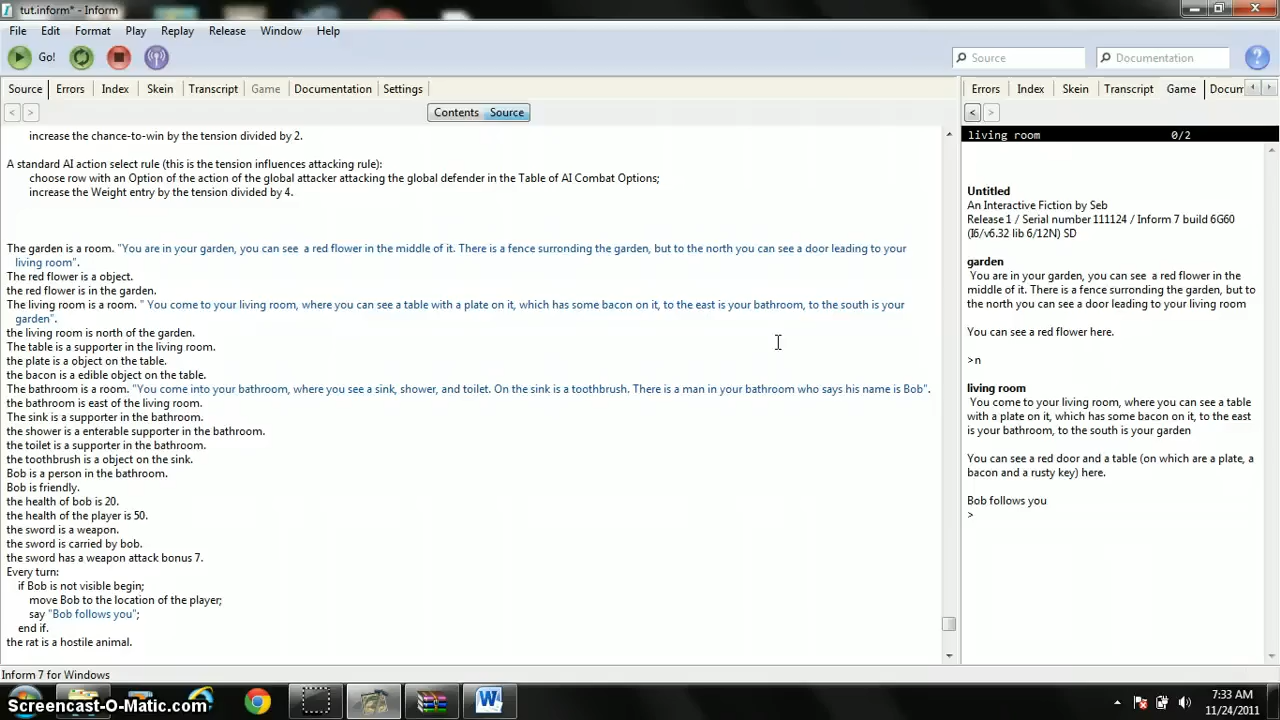 tut.inform* - Inform
File Edit Format Play Replay Release Window Help
Go! Source Documentation
Source Errors Index Skein Transcript Game Documentation Settings
Errors Index Skein Transcript Game Docum
< > Contents Source
< >
increase the chance-to-win by the tension divided by 2.
A standard AI action select rule (this is the tension influences attacking rule):
choose row with an Option of the action of the global attacker attacking the global defender in the Table of AI Combat Options;
increase the Weight entry by the tension divided by 4.
The garden is a room. "You are in your garden, you can see  a red flower in the middle of it. There is a fence surronding the garden, but to the north you can see a door leading to your
living room".
The red flower is a object.
the red flower is in the garden.
The living room is a room. " You come to your living room, where you can see a table with a plate on it, which has some bacon on it, to the east is your bathroom, to the south is your
garden".
the living room is north of the garden.
The table is a supporter in the living room.
the plate is a object on the table.
the bacon is a edible object on the table.
The bathroom is a room. "You come into your bathroom, where you see a sink, shower, and toilet. On the sink is a toothbrush. There is a man in your bathroom who says his name is Bob".
the bathroom is east of the living room.
The sink is a supporter in the bathroom.
the shower is a enterable supporter in the bathroom.
the toilet is a supporter in the bathroom.
the toothbrush is a object on the sink.
Bob is a person in the bathroom.
Bob is friendly.
the health of bob is 20.
the health of the player is 50.
the sword is a weapon.
the sword is carried by bob.
the sword has a weapon attack bonus 7.
Every turn:
if Bob is not visible begin;
move Bob to the location of the player;
say "Bob follows you";
end if.
the rat is a hostile animal.
living room 0/2
Untitled
An Interactive Fiction by Seb
Release 1 / Serial number 111124 / Inform 7 build 6G60
(I6/v6.32 lib 6/12N) SD
garden
You are in your garden, you can see  a red flower in the
middle of it. There is a fence surronding the garden, but to
the north you can see a door leading to your living room
You can see a red flower here.
>n
living room
You come to your living room, where you can see a table
with a plate on it, which has some bacon on it, to the east
is your bathroom, to the south is your garden
You can see a red door and a table (on which are a plate, a
bacon and a rusty key) here.
Bob follows you
>
Inform 7 for Windows
Screencast-O-Matic.com
7:33 AM
11/24/2011